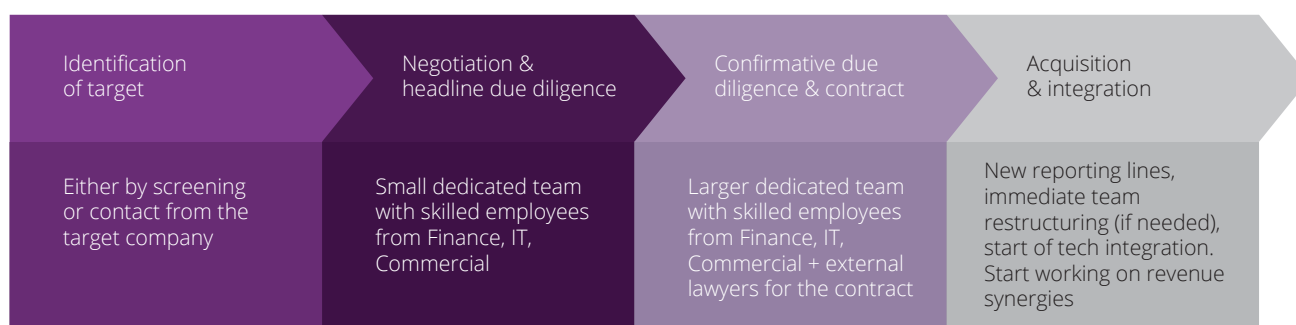 Identification
of target
Negotiation &
headline due diligence
Confirmative due
diligence & contract
Acquisition
& integration
Either by screening
or contact from the
target company
Small dedicated team
with skilled employees
from Finance, IT,
Commercial
Larger dedicated team
with skilled employees
from Finance, IT,
Commercial + external
lawyers for the contract
New reporting lines,
immediate team
restructuring (if needed),
start of tech integration.
Start working on revenue
synergies